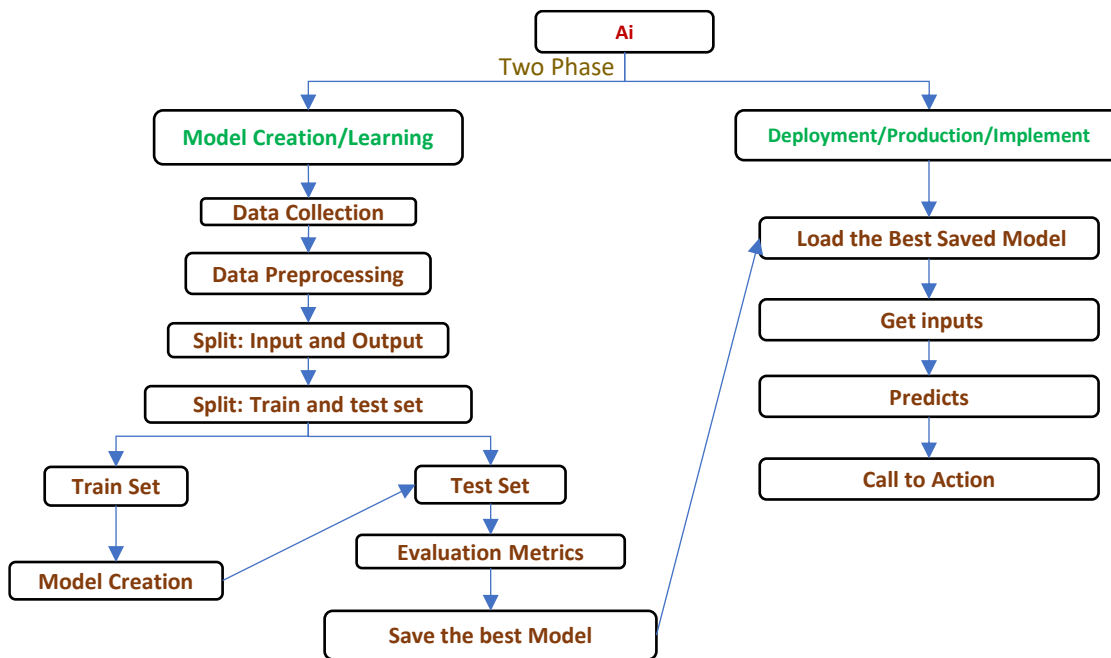 Ai
Two Phase
Model Creation/Learning
Data Collection
Data Preprocessing
Split: Input and Output
Split: Train and test set
Train Set
Model Creation
Test Set
Evaluation Metrics
Save the best Model
Deployment/Production/Implement
Load the Best Saved Model
Get inputs
Predicts
Call to Action